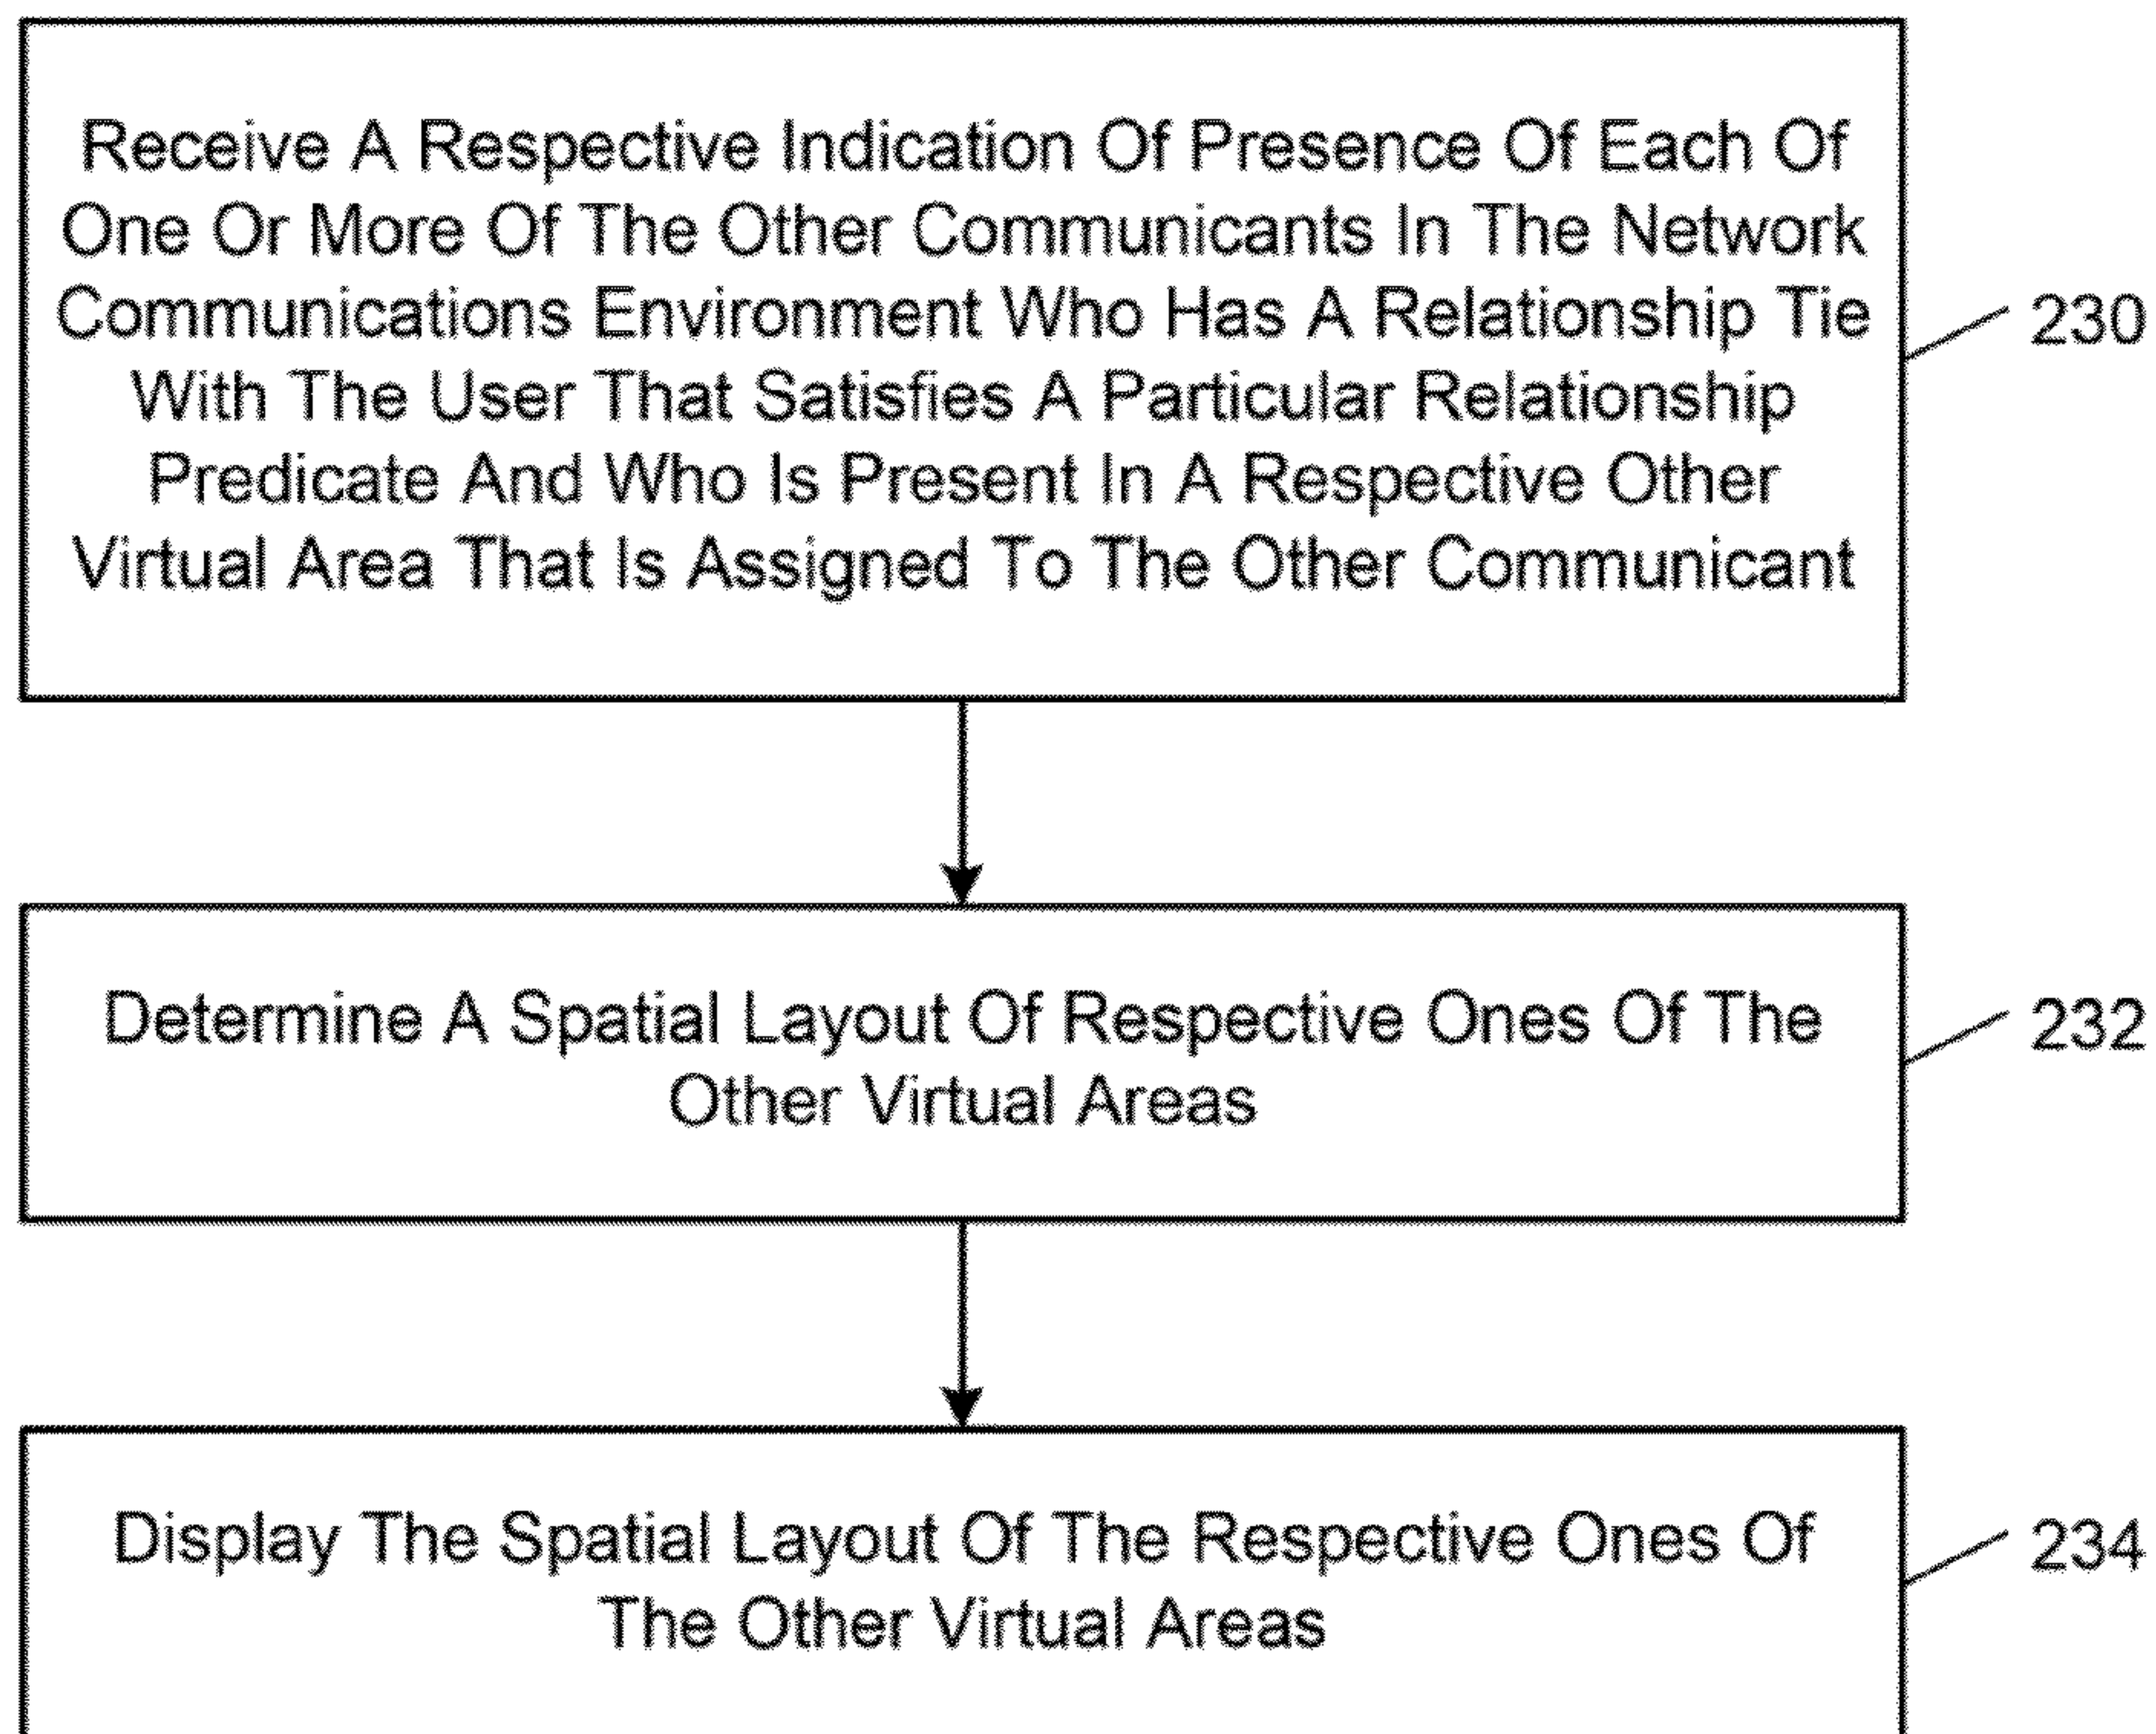 Receive A Respective Indication Of Presence Of Each Of
One Or More Of The Other Communicants In The Network
Communications Environment Who Has A Relationship Tie
With The User That Satisfies A Particular Relationship
Predicate And Who Is Present In A Respective Other
Virtual Area That Is Assigned To The Other Communicant
230
Determine A Spatial Layout Of Respective Ones Of The
Other Virtual Areas
232
Display The Spatial Layout Of The Respective Ones Of
The Other Virtual Areas
234